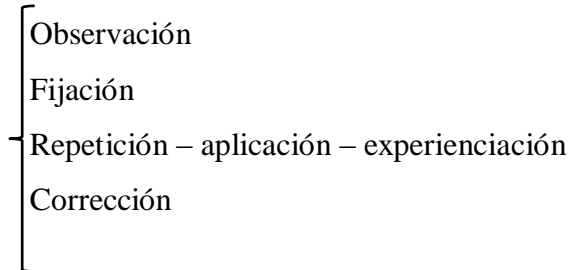 Observación
Fijación
Repetición – aplicación – experienciación
Corrección